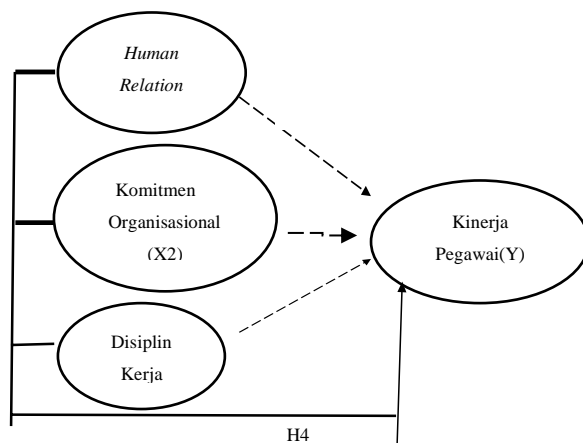 Human
Relation
Komitmen
Organisasional
(X2)
Kinerja
Pegawai(Y)
Disiplin
Kerja
H4